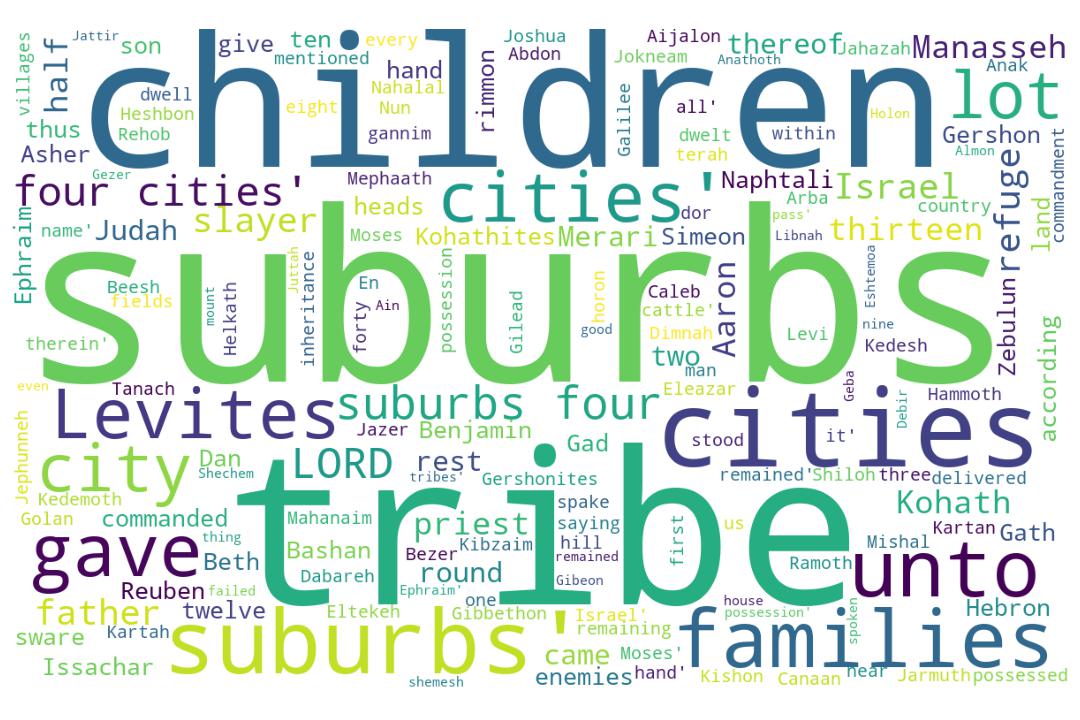 children
suburbs
tribe
cities
suburbs'
families
unto
gave
Levites
city
cities'
four cities'
suburbs four
lot
LORD
Israel
Manasseh
half
Jattir
son
villages
give
ten
mentioned
every
Joshua
Abdon
Aijalon
Jokneam
thereof
Anathoth
Jahazah
Anak
dwell
Heshbon
Rehob
thus
Asher
Gezer
eight
hand
Nahalal
Nun
gannim
rimmon
Galilee
all'
dwelt
terah
within
Holon
Gershon
Almon
commandment
Mephaath
Naphtali
Arba
country
refuge
land
Ephraim
name'
Judah
slayer
heads
Moses
Kohathites
Merari
Simeon
dor
pass'
Libnah
thirteen
Beesh
fields
therein'
mount
Helkath
Juttah
inheritance
En
Ain
forty
possession
Gilead
horon
good
Caleb
cattle'
Dimnah
two
man
Aaron
Levi
Eshtemoa
nine
Kedesh
Zebulun
according
even
Tanach
Jephunneh
Jazer
Benjamin
Eleazar
Geba
Debir
Hammoth
stood
it'
Dan
Shechem
rest
tribes'
Gad
Gershonites
remained'
Shiloh
three
delivered
Kedemoth
Golan
commanded
thing
Mahanaim
priest
spake
saying
Kibzaim
hill
remained
first
us
Kohath
Kartan
Gath
Mishal
Beth
Bashan
Dabareh
Bezer
round
Gibeon
Ramoth
Reuben
failed
Ephraim'
one
house
possession'
spoken
Hebron
father
twelve
Eltekeh
Gibbethon
Israel'
remaining
sware
Kartah
Issachar
shemesh
came
Moses'
enemies
hand'
Kishon
Canaan
near
Jarmuth
possessed